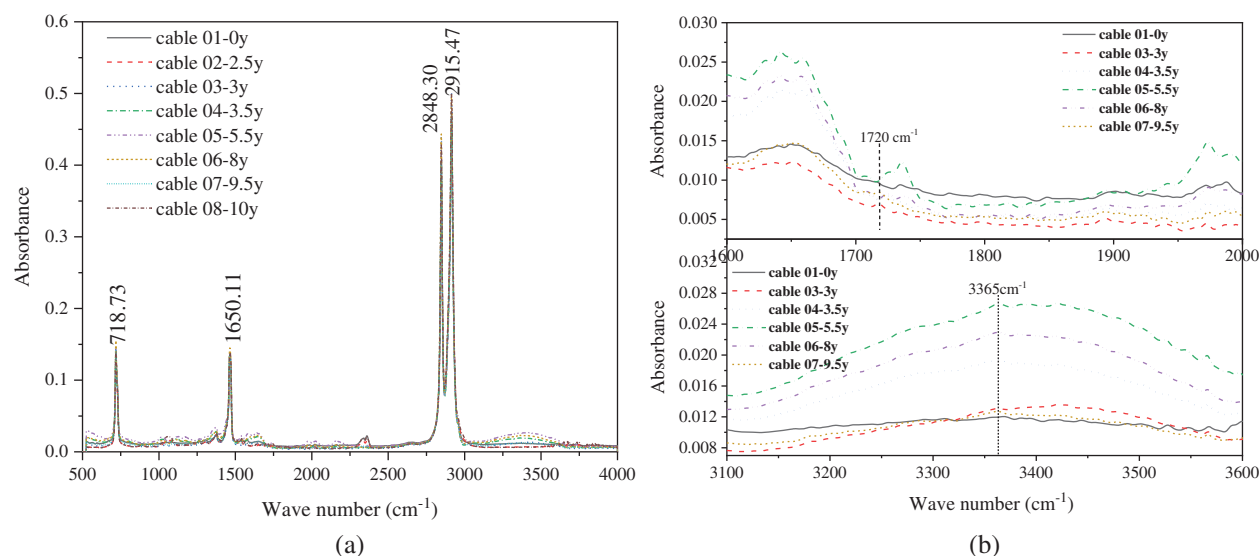 0.6
0.5
0.4
0.3
0.2
0.1
0.0
Absorbance
cable 01-0y
cable 02-2.5y
cable 03-3y
cable 04-3.5y
cable 05-5.5y
cable 06-8y
cable 07-9.5y
cable 08-10y
718.73
1650.11
2848.30
2915.47
500 1000 1500 2000 2500 3000 3500 4000
Wave number (cm-1)
(a)
0.030
0.025
0.020
0.015
0.010
0.005
Absorbance
1720 cm-1
cable 01-0y
cable 03-3y
cable 04-3.5y
cable 05-5.5y
cable 06-8y
cable 07-9.5y
1600 1700 1800 1900 2000
0.032
0.028
0.024
0.020
0.016
0.012
0.008
Absorbance
cable 01-0y
cable 03-3y
cable 04-3.5y
cable 05-5.5y
cable 06-8y
cable 07-9.5y
3365cm-1
3100 3200 3300 3400 3500 3600
Wave number (cm-1)
(b)